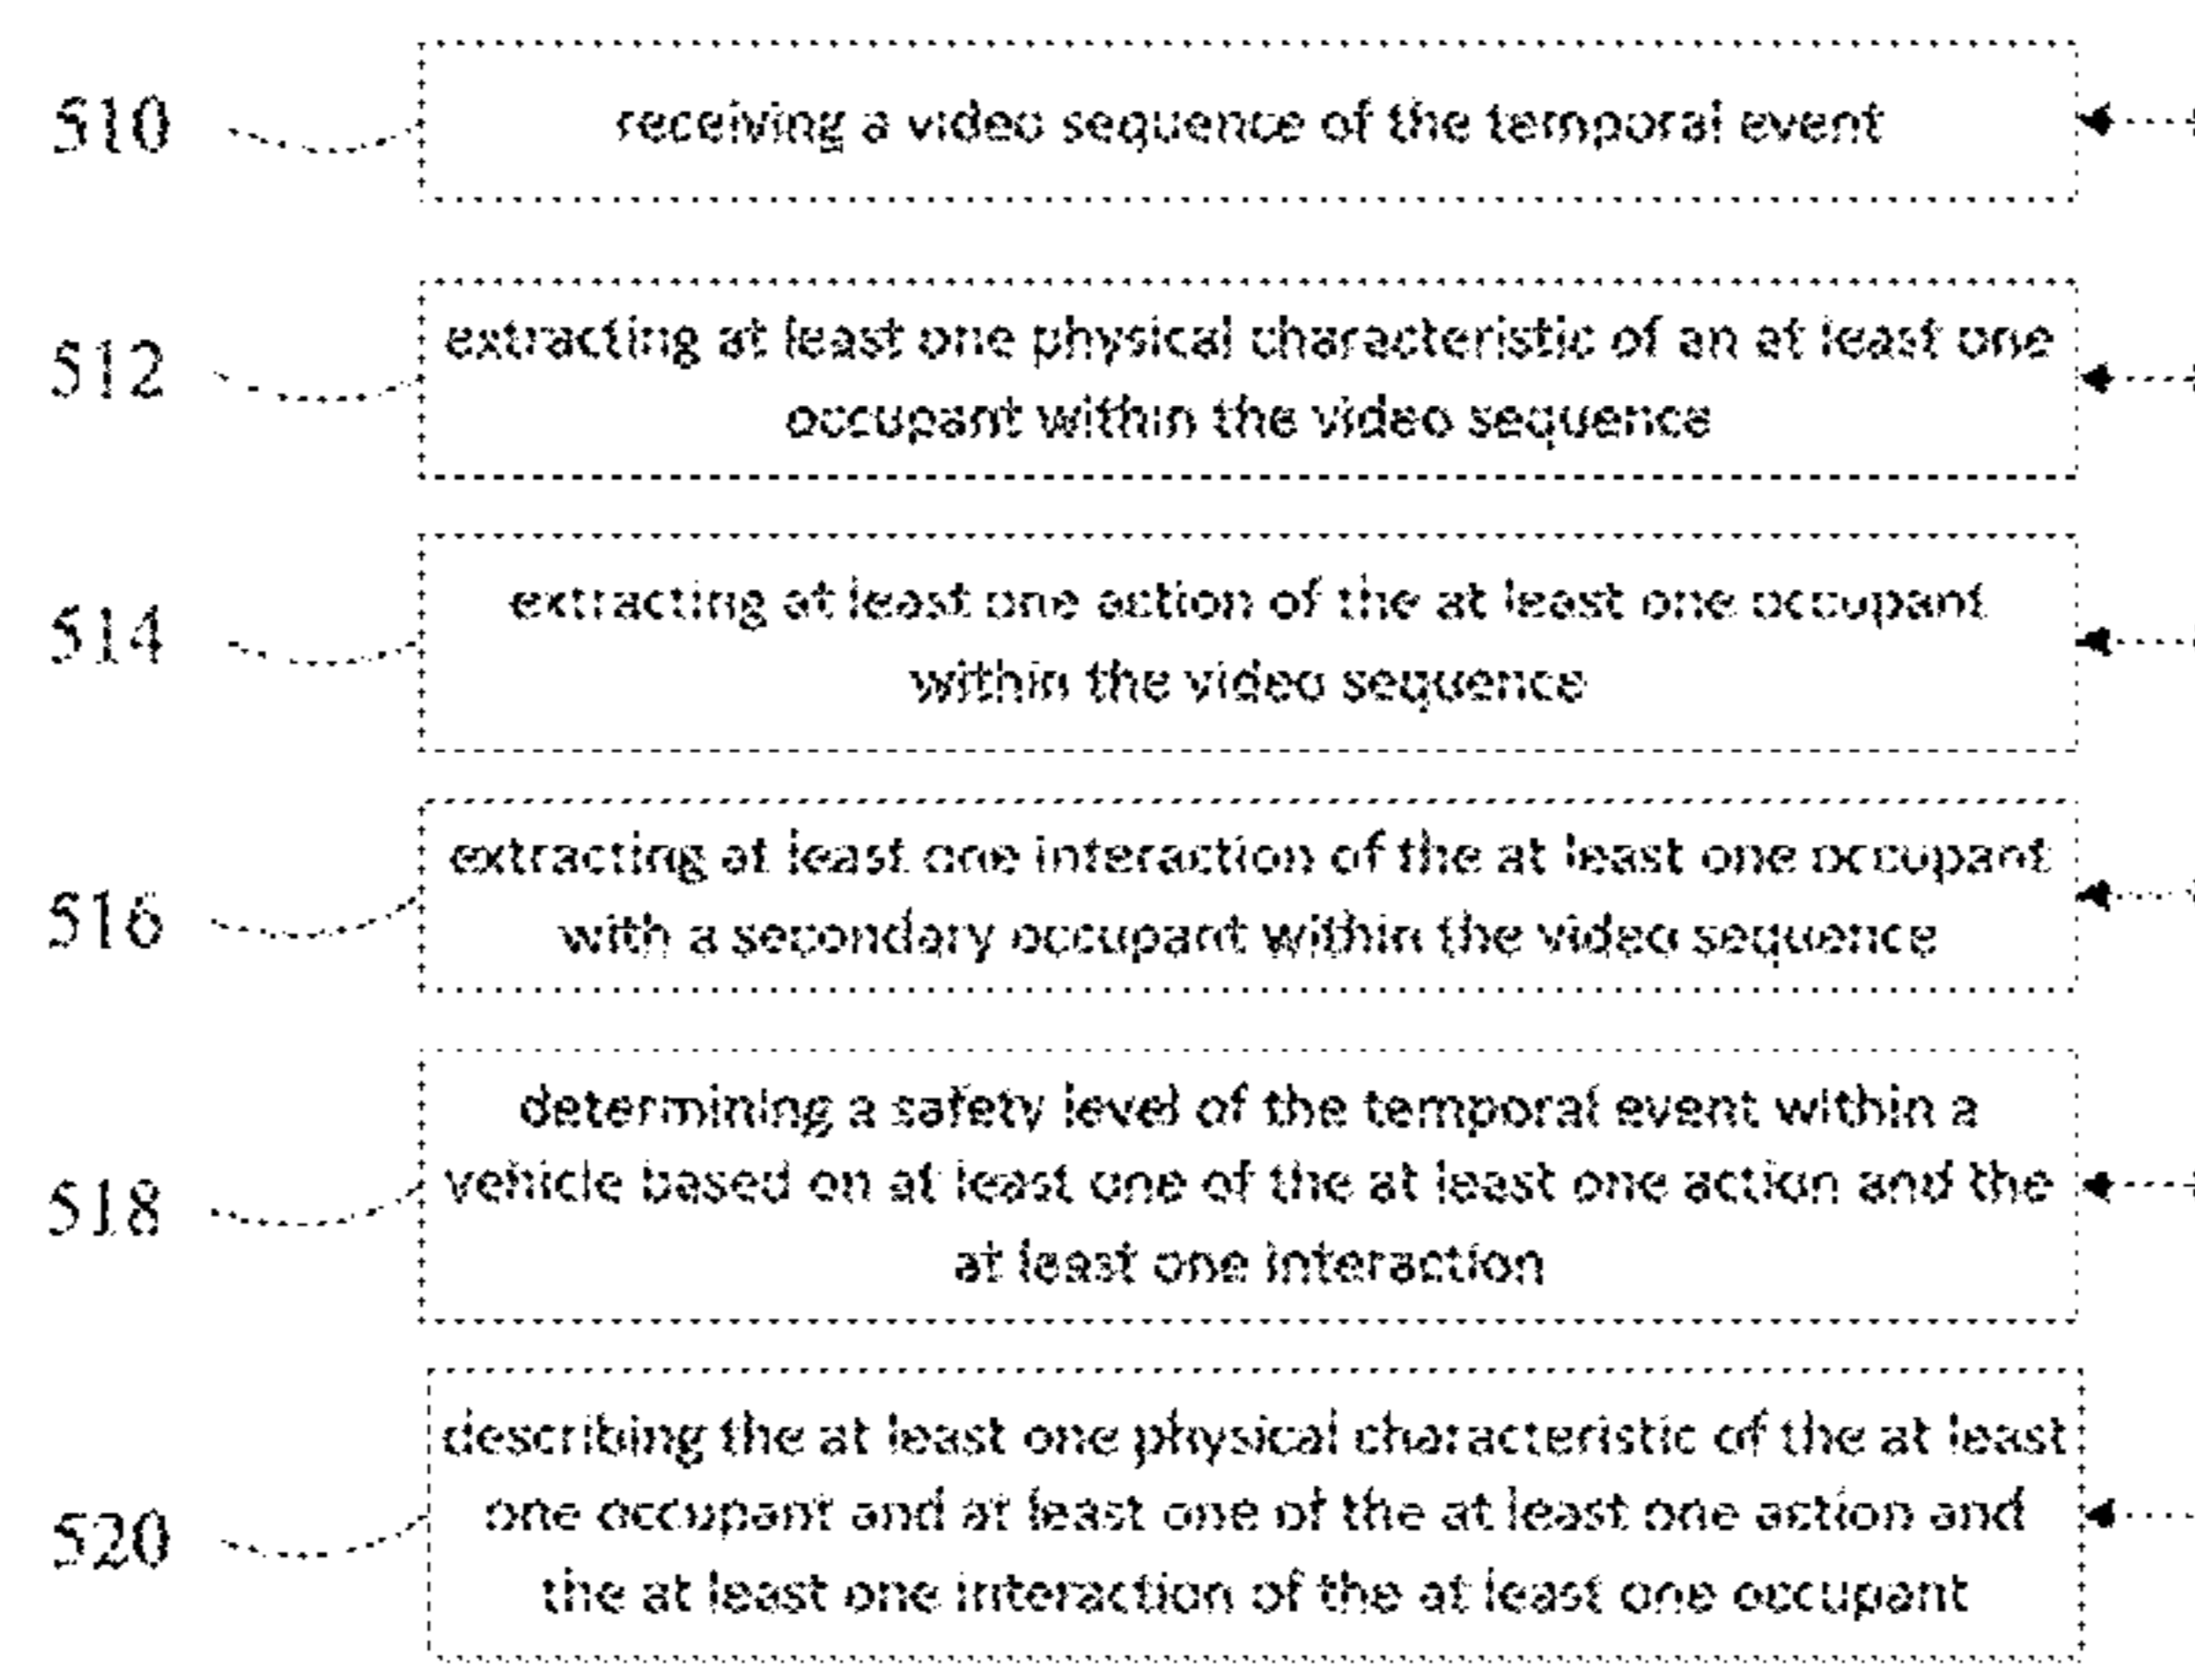 510
receiving a video sequence of the temporal event
512
extracting at least one physical characteristic of an at least one
occupant within the video sequence
514
extracting at least one action of the at least one occupant
within the video sequence
516
extracting at least one interaction of the at least one occupant
with a secondary occupant within the video sequence
518
determining a safety level of the temporal event within a
vehicle based on at least one of the at least one action and the
at least one interaction
520
describing the at least one physical characteristic of the at least
one occupant and at least one of the at least one action and
the at least one interaction of the at least one occupant